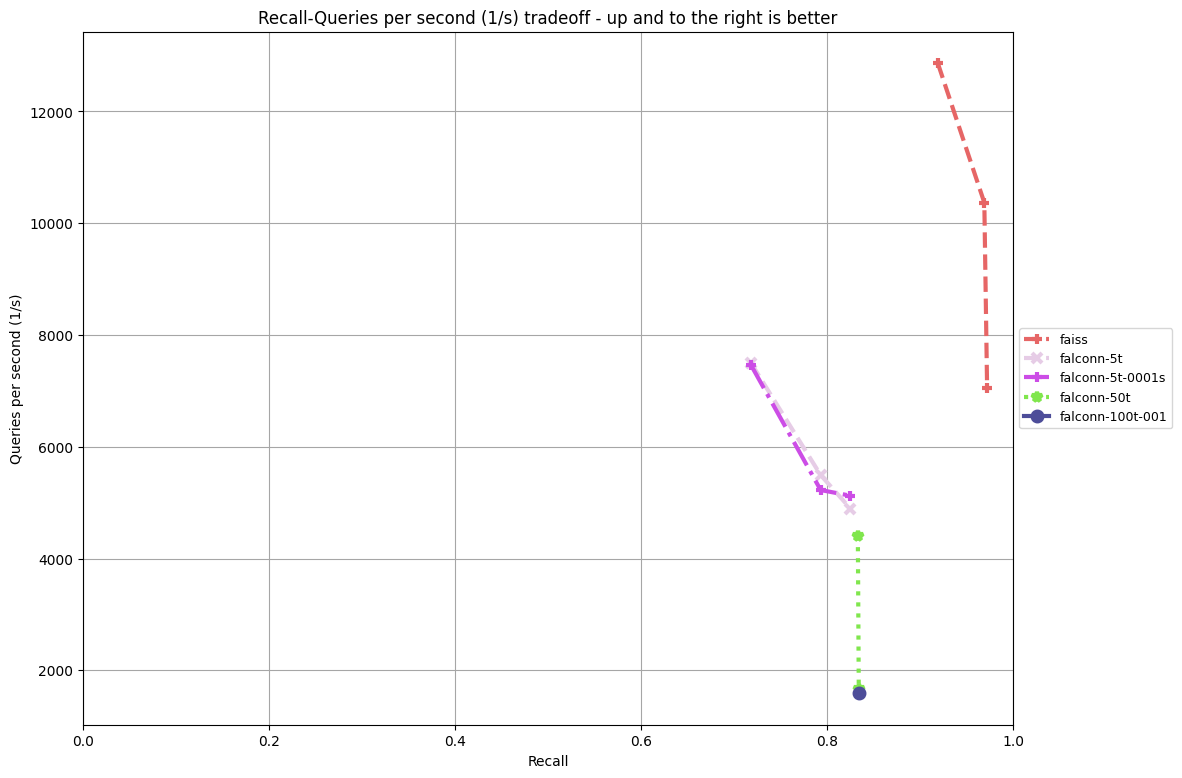 Recall-Queries per second (1/s) tradeoff - up and to the right is better
Queries per second (1/s)
12000
10000
8000
6000
4000
2000
0.0 0.2 0.4 0.6 0.8 1.0
Recall
faiss
falconn-5t
falconn-5t-0001s
falconn-50t
falconn-100t-001